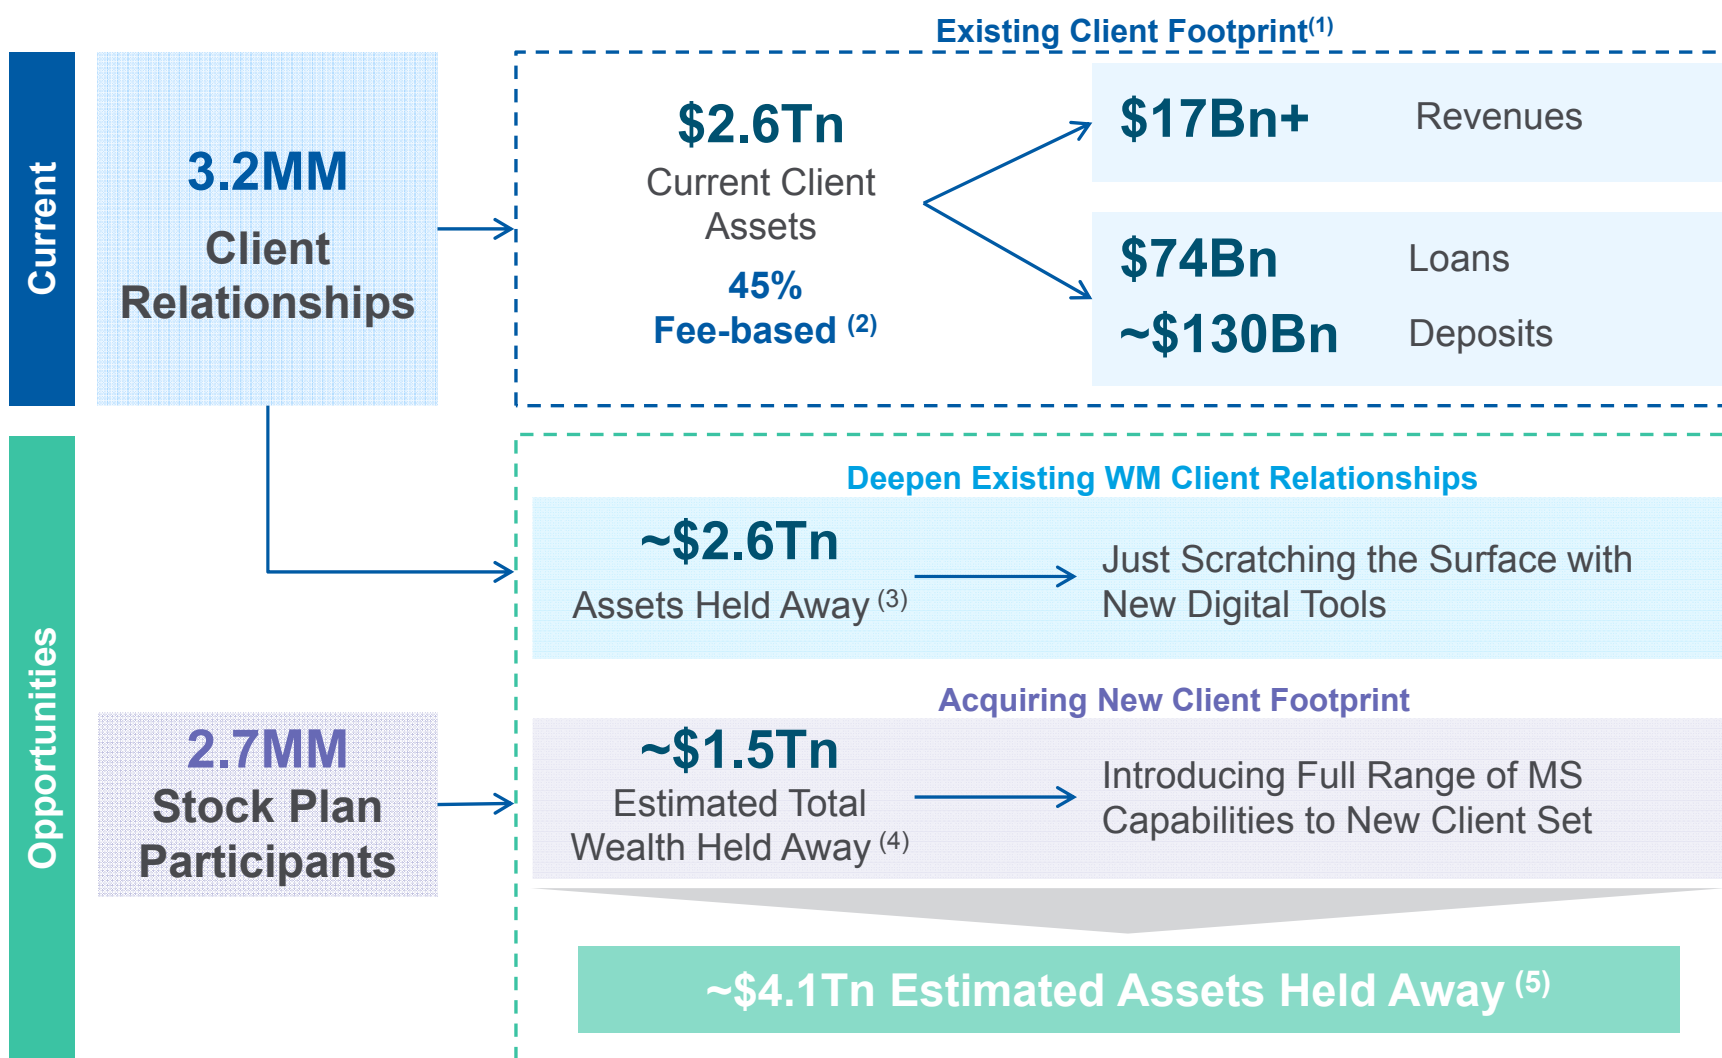 Existing Client Footprint(1)
Current
3.2MM
Client
Relationships
$2.6Tn
Current Client
Assets
45%
Fee-based (2)
$17Bn+ Revenues
$74Bn Loans
~$130Bn Deposits
Opportunities
Deepen Existing WM Client Relationships
~$2.6Tn
Assets Held Away (3)
Just Scratching the Surface with
New Digital Tools
2.7MM
Stock Plan
Participants
Acquiring New Client Footprint
~$1.5Tn
Estimated Total
Wealth Held Away (4)
Introducing Full Range of MS
Capabilities to New Client Set
~$4.1Tn Estimated Assets Held Away (5)